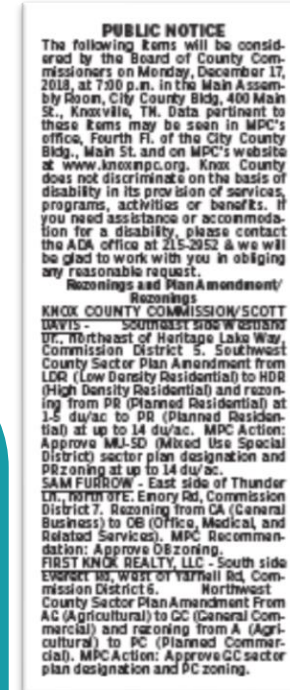 PUBLIC NOTICE
The following items will be consid-
ered by the Board of County Com-
missioners on Monday, December 17,
2018, at 7:00 p.m. in the Main Assem-
bly Room, City County Bldg, 400 Main
St., Knoxville, TN. Data pertinent to
these items may be seen in MPC's
office, Fourth Fl. of the City County
Bldg., Main St. and on MPC's website
at www.knoxmpc.org. Knox County
does not discriminate on the basis of
disability in its provision of services,
programs, activities or benefits. If
you need assistance or accommoda-
tion for a disability, please contact
the ADA office at 215-2952 & we will
be glad to work with you in obliging
any reasonable request.
Rezonings and Plan Amendment/
Rezonings
KNOX COUNTY COMMISSION/SCOTT
DAVIS - Southeast side Westland
Dr., northeast of Heritage Lake Way,
Commission District 5. Southwest
County Sector Plan Amendment from
LDR (Low Density Residential) to HDR
(High Density Residential) and rezon-
ing from PR (Planned Residential) at
1-5 du/ac to PR (Planned Residen-
tial) at up to 14 du/ac. MPC Action:
Approve MU-SD (Mixed Use Special
District) sector plan designation and
PR zoning at up to 14 du/ac.
SAM FURROW - East side of Thunder
Ln., north of E. Emory Rd, Commission
District 7. Rezoning from CA (General
Business) to OB (Office, Medical, and
Related Services). MPC Recommen-
dation: Approve OB zoning.
FIRST KNOX REALTY, LLC - South side
Everett Rd, west of Yarnell Rd, Com-
mission District 6. Northwest
County Sector Plan Amendment From
AG (Agricultural) to GC (General Com-
mercial) and rezoning from A (Agri-
cultural) to PC (Planned Commer-
cial). MPC Action: Approve GC sector
plan designation and PC zoning.